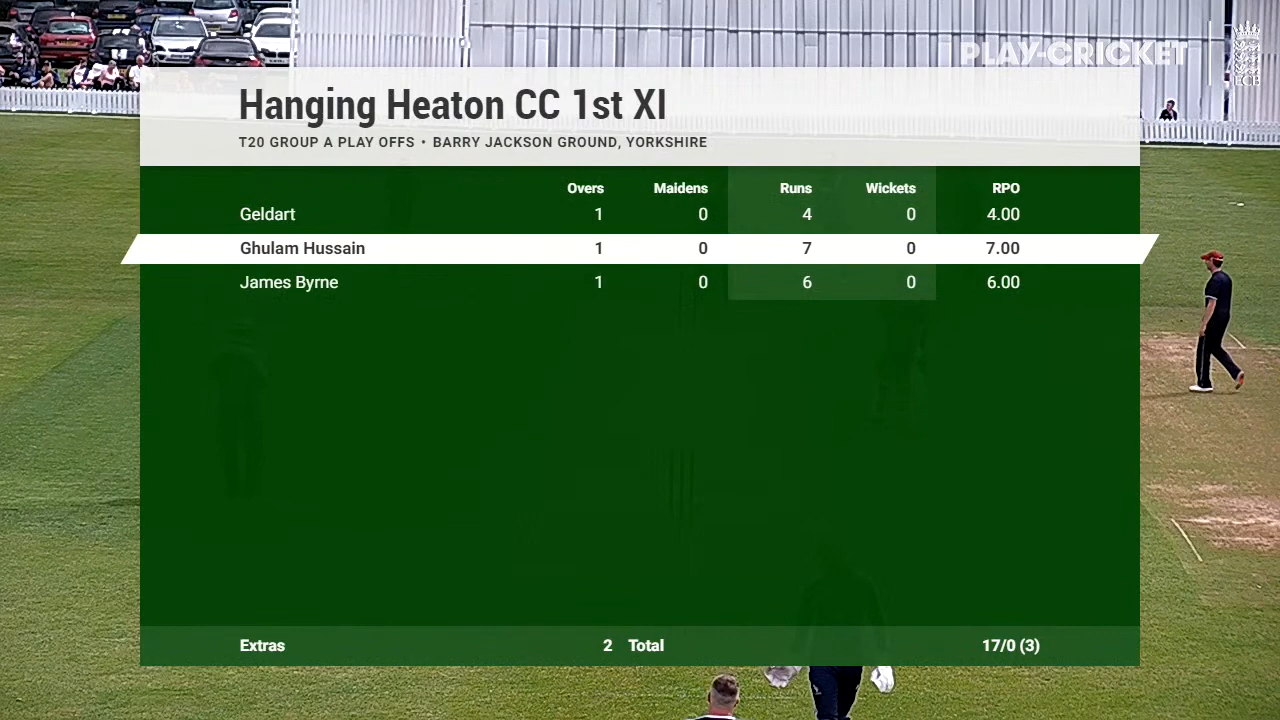 PLAY-CRICKET
ECB
Hanging Heaton CC 1st XI
T20 GROUP A PLAY OFFS • BARRY JACKSON GROUND, YORKSHIRE
Overs Maidens Runs Wickets RPO
Geldart 1 0 4 0 4.00
Ghulam Hussain 1 0 7 0 7.00
James Byrne 1 0 6 0 6.00
Extras 2 Total 17/0 (3)